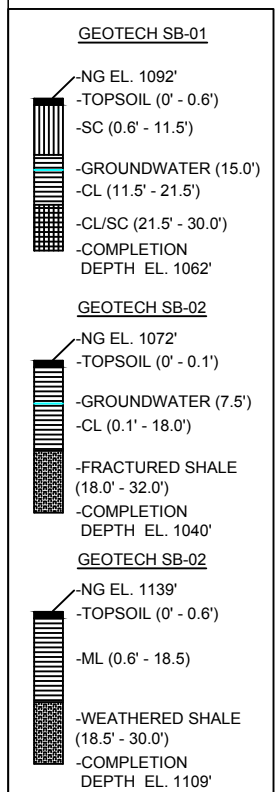 GEOTECH SB-01
-NG EL. 1092'
-TOPSOIL (0' - 0.6')
-SC (0.6' - 11.5')
-GROUNDWATER (15.0')
-CL (11.5' - 21.5')
-CL/SC (21.5' - 30.0')
-COMPLETION
DEPTH EL. 1062'
GEOTECH SB-02
-NG EL. 1072'
-TOPSOIL (0' - 0.1')
-GROUNDWATER (7.5')
-CL (0.1' - 18.0')
-FRACTURED SHALE
(18.0' - 32.0')
-COMPLETION
DEPTH EL. 1040'
GEOTECH SB-02
-NG EL. 1139'
-TOPSOIL (0' - 0.6')
-ML (0.6' - 18.5)
-WEATHERED SHALE
(18.5' - 30.0')
-COMPLETION
DEPTH EL. 1109'